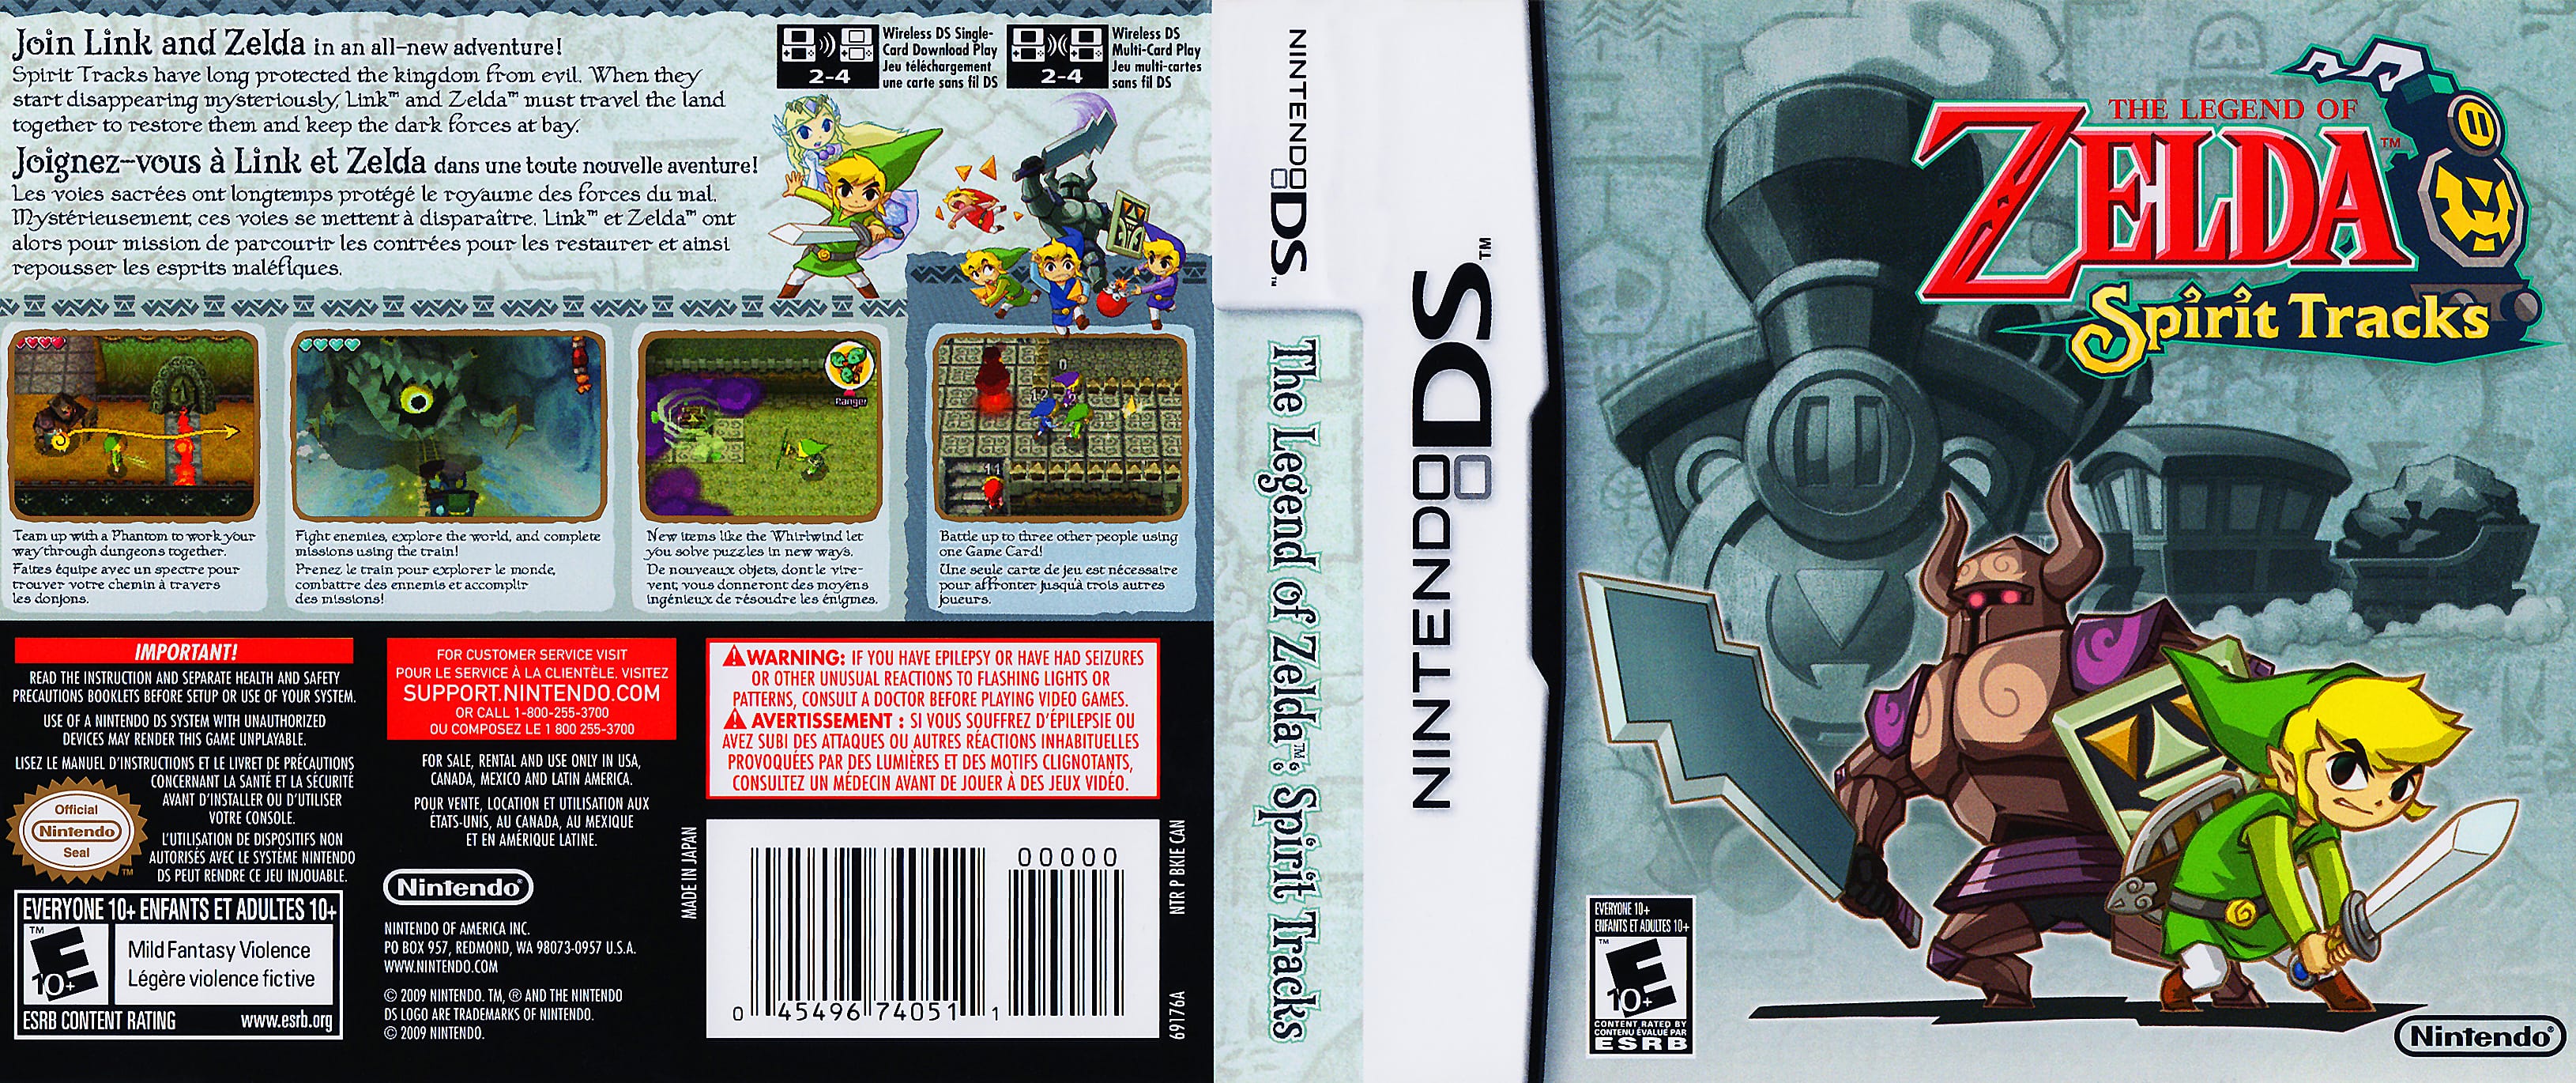 Join Link and Zelda in an all-new adventure!
Spirit Tracks have long protected the kingdom from evil. When they
start disappearing mysteriously, Link™ and Zelda™ must travel the land
together to restore them and keep the dark forces at bay.
Joignez-vous à Link et Zelda dans une toute nouvelle aventure!
Les voies sacrées ont longtemps protégé le royaume des forces du mal.
Mystérieusement, ces voies se mettent à disparaître. Link™ et Zelda™ ont
alors pour mission de parcourir les contrées pour les restaurer et ainsi
repousser les esprits maléfiques.
2-4
Wireless DS Single-
Card Download Play
Jeu téléchargement
une carte sans fil DS
2-4
Wireless DS
Multi-Card Play
Jeu multi-cartes
sans fil DS
Team up with a Phantom to work your
way through dungeons together.
Faites équipe avec un spectre pour
trouver votre chemin à travers
les donjons.
Fight enemies, explore the world, and complete
missions using the train!
Prenez le train pour explorer le monde,
combattre des ennemis et accomplir
des missions!
Danger
New items like the Whirlwind let
you solve puzzles in new ways.
De nouveaux objets, dont le vire-
vent, vous donneront des moyens
ingénieux de résoudre les énigmes.
0
12
11
Battle up to three other people using
one Game Card!
Une seule carte de jeu est nécessaire
pour affronter jusqu'à trois autres
joueurs.
IMPORTANT!
READ THE INSTRUCTION AND SEPARATE HEALTH AND SAFETY
PRECAUTIONS BOOKLETS BEFORE SETUP OR USE OF YOUR SYSTEM.
USE OF A NINTENDO DS SYSTEM WITH UNAUTHORIZED
DEVICES MAY RENDER THIS GAME UNPLAYABLE.
LISEZ LE MANUEL D'INSTRUCTIONS ET LE LIVRET DE PRÉCAUTIONS
CONCERNANT LA SANTÉ ET LA SÉCURITÉ
AVANT D'INSTALLER OU D'UTILISER
VOTRE CONSOLE.
L'UTILISATION DE DISPOSITIFS NON
AUTORISÉS AVEC LE SYSTÈME NINTENDO
DS PEUT RENDRE CE JEU INJOUABLE.
Official
Nintendo
Seal
™
EVERYONE 10+ ENFANTS ET ADULTES 10+
™
E
10+
Mild Fantasy Violence
Légère violence fictive
ESRB CONTENT RATING www.esrb.org
FOR CUSTOMER SERVICE VISIT
POUR LE SERVICE À LA CLIENTÈLE, VISITEZ
SUPPORT.NINTENDO.COM
OR CALL 1-800-255-3700
OU COMPOSEZ LE 1 800 255-3700
FOR SALE, RENTAL AND USE ONLY IN USA,
CANADA, MEXICO AND LATIN AMERICA.
POUR VENTE, LOCATION ET UTILISATION AUX
ÉTATS-UNIS, AU CANADA, AU MEXIQUE
ET EN AMÉRIQUE LATINE.
Nintendo®
NINTENDO OF AMERICA INC.
PO BOX 957, REDMOND, WA 98073-0957 U.S.A.
WWW.NINTENDO.COM
© 2009 NINTENDO. TM, ® AND THE NINTENDO
DS LOGO ARE TRADEMARKS OF NINTENDO.
© 2009 NINTENDO.
WARNING: IF YOU HAVE EPILEPSY OR HAVE HAD SEIZURES
OR OTHER UNUSUAL REACTIONS TO FLASHING LIGHTS OR
PATTERNS, CONSULT A DOCTOR BEFORE PLAYING VIDEO GAMES.
AVERTISSEMENT : SI VOUS SOUFFREZ D'ÉPILEPSIE OU
AVEZ SUBI DES ATTAQUES OU AUTRES RÉACTIONS INHABITUELLES
PROVOQUÉES PAR DES LUMIÈRES ET DES MOTIFS CLIGNOTANTS,
CONSULTEZ UN MÉDECIN AVANT DE JOUER À DES JEUX VIDÉO.
MADE IN JAPAN
00000
0 45496 74051 1
NTR P BKIE CAN
69176A
NINTENDO DS™
The Legend of Zelda™: Spirit Tracks
NINTENDO DS™
THE LEGEND OF
ZELDA™
Spirit Tracks
EVERYONE 10+
ENFANTS ET ADULTES 10+
™
E
10+
CONTENT RATED BY
CONTENU ÉVALUÉ PAR
ESRB
Nintendo®